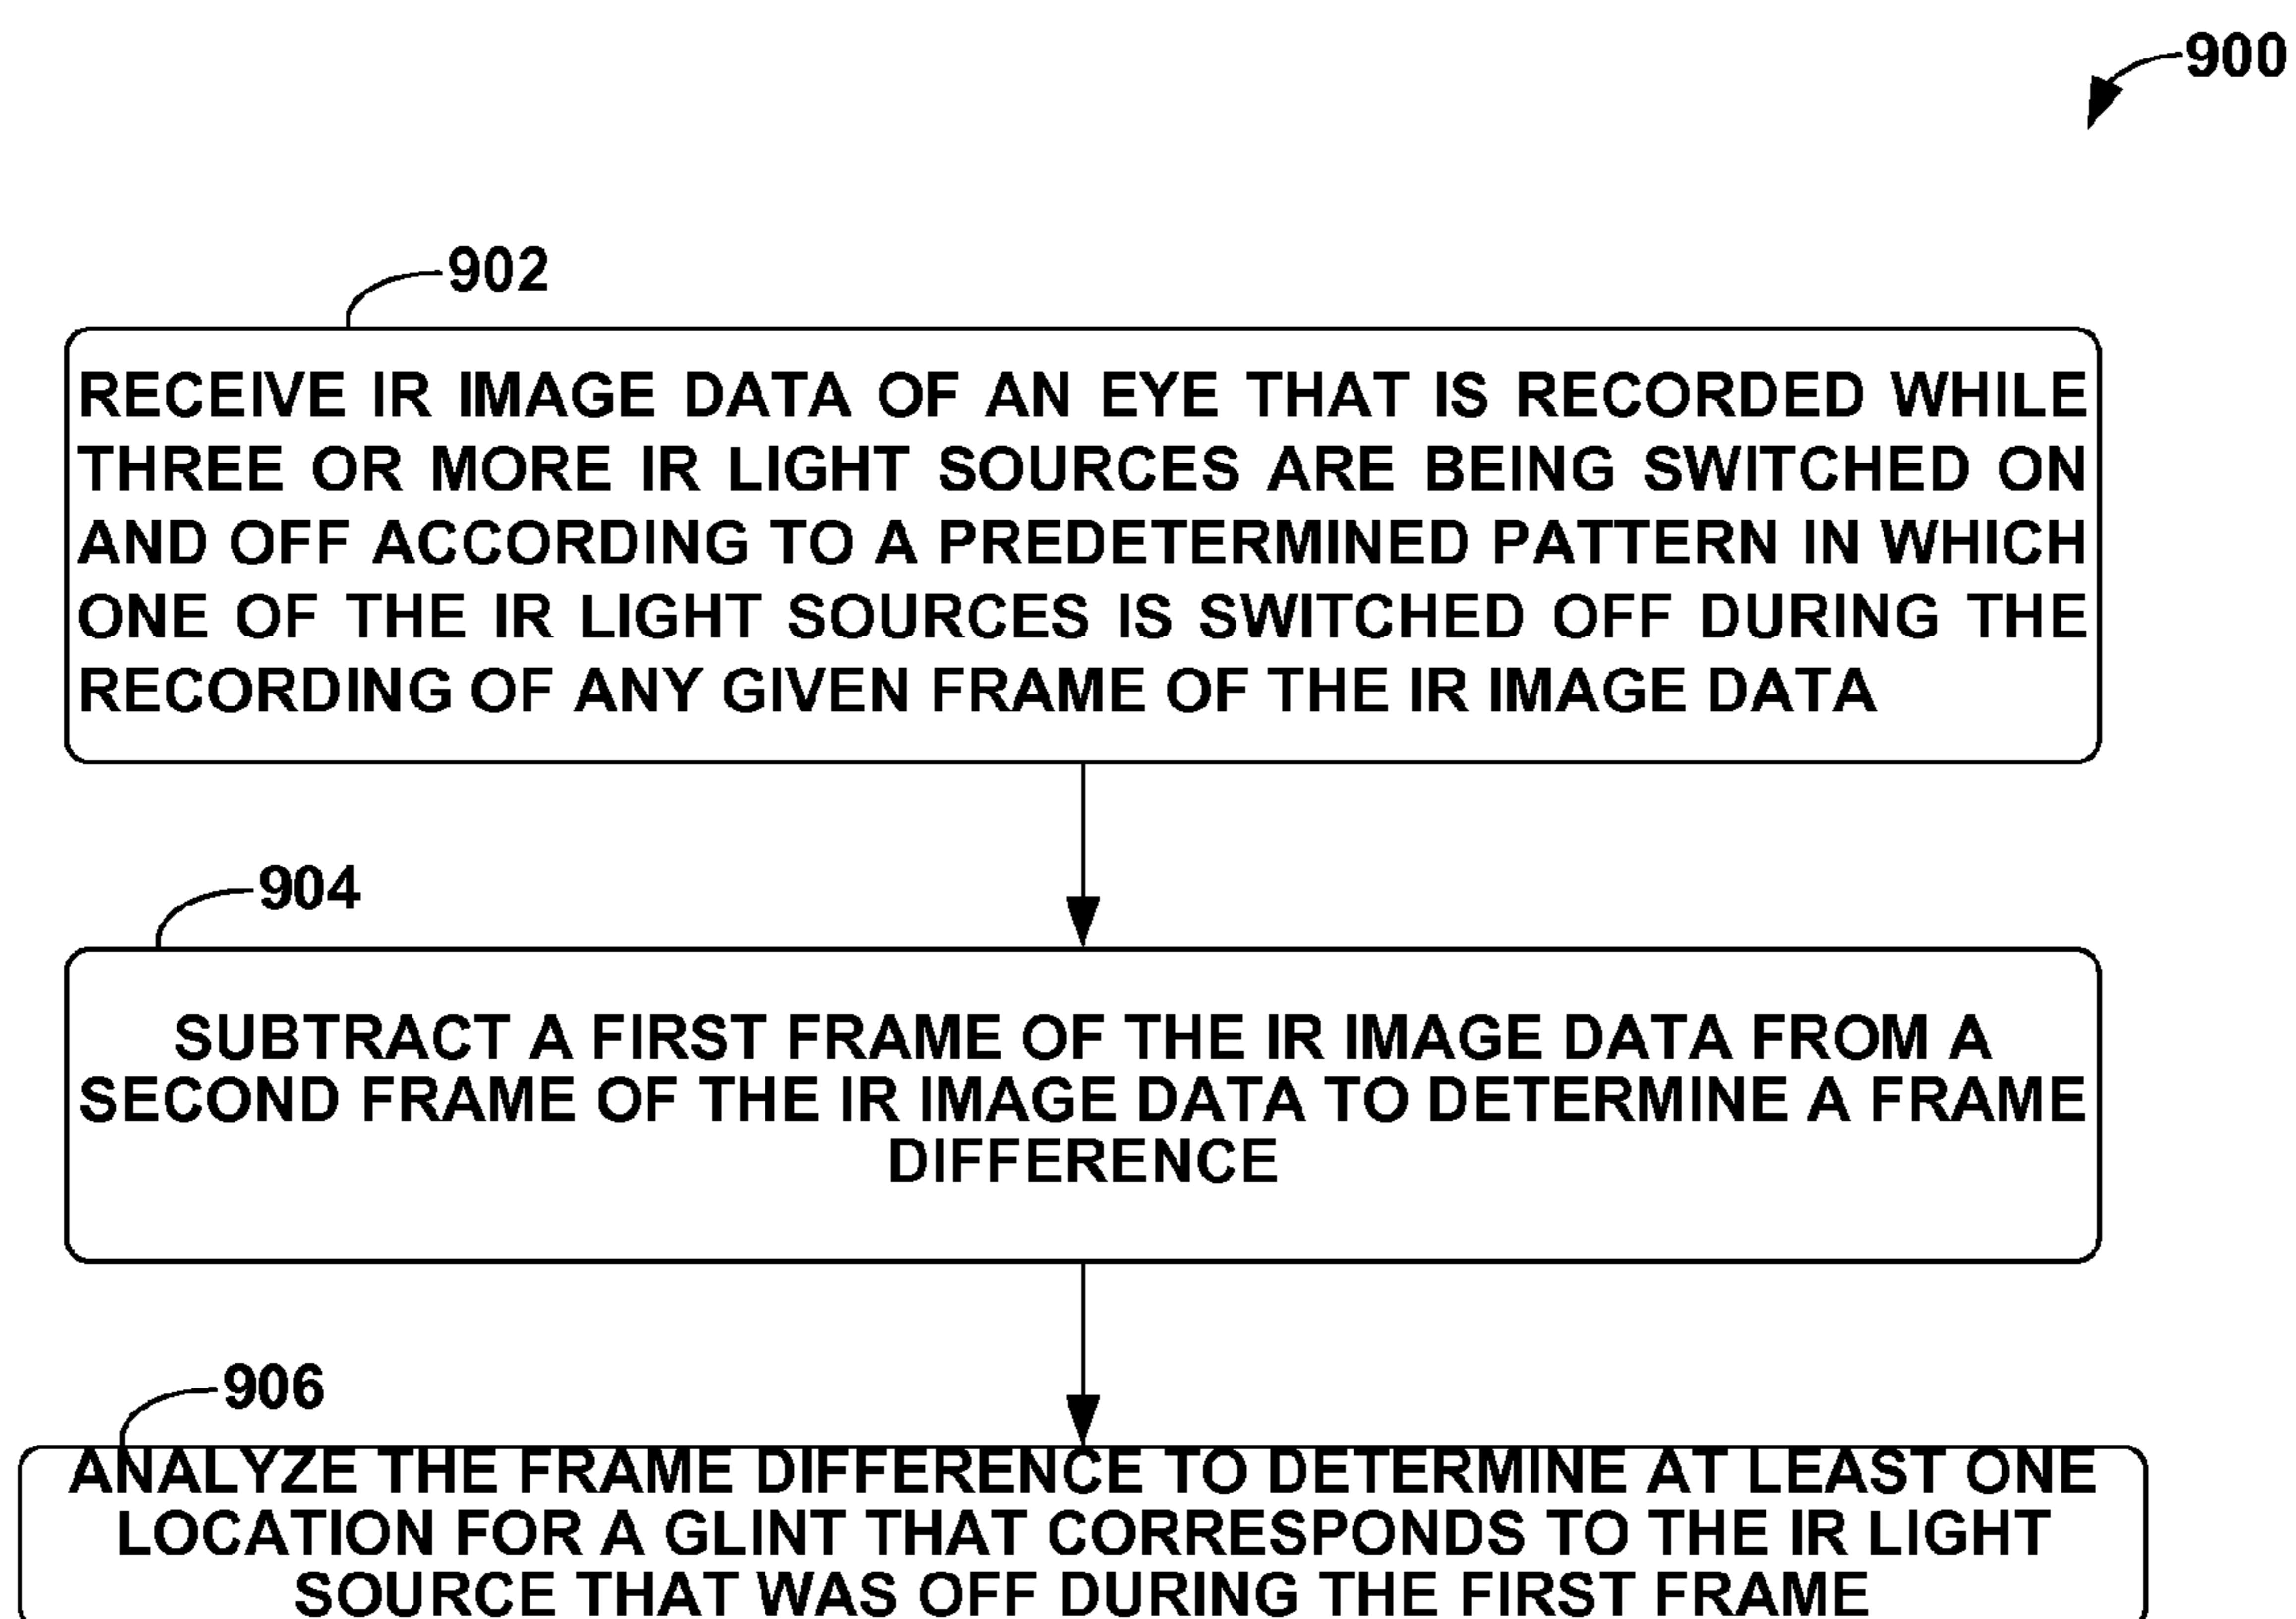 900
902
RECEIVE IR IMAGE DATA OF AN EYE THAT IS RECORDED WHILE
THREE OR MORE IR LIGHT SOURCES ARE BEING SWITCHED ON
AND OFF ACCORDING TO A PREDETERMINED PATTERN IN WHICH
ONE OF THE IR LIGHT SOURCES IS SWITCHED OFF DURING THE
RECORDING OF ANY GIVEN FRAME OF THE IR IMAGE DATA
904
SUBTRACT A FIRST FRAME OF THE IR IMAGE DATA FROM A
SECOND FRAME OF THE IR IMAGE DATA TO DETERMINE A FRAME
DIFFERENCE
906
ANALYZE THE FRAME DIFFERENCE TO DETERMINE AT LEAST ONE
LOCATION FOR A GLINT THAT CORRESPONDS TO THE IR LIGHT
SOURCE THAT WAS OFF DURING THE FIRST FRAME